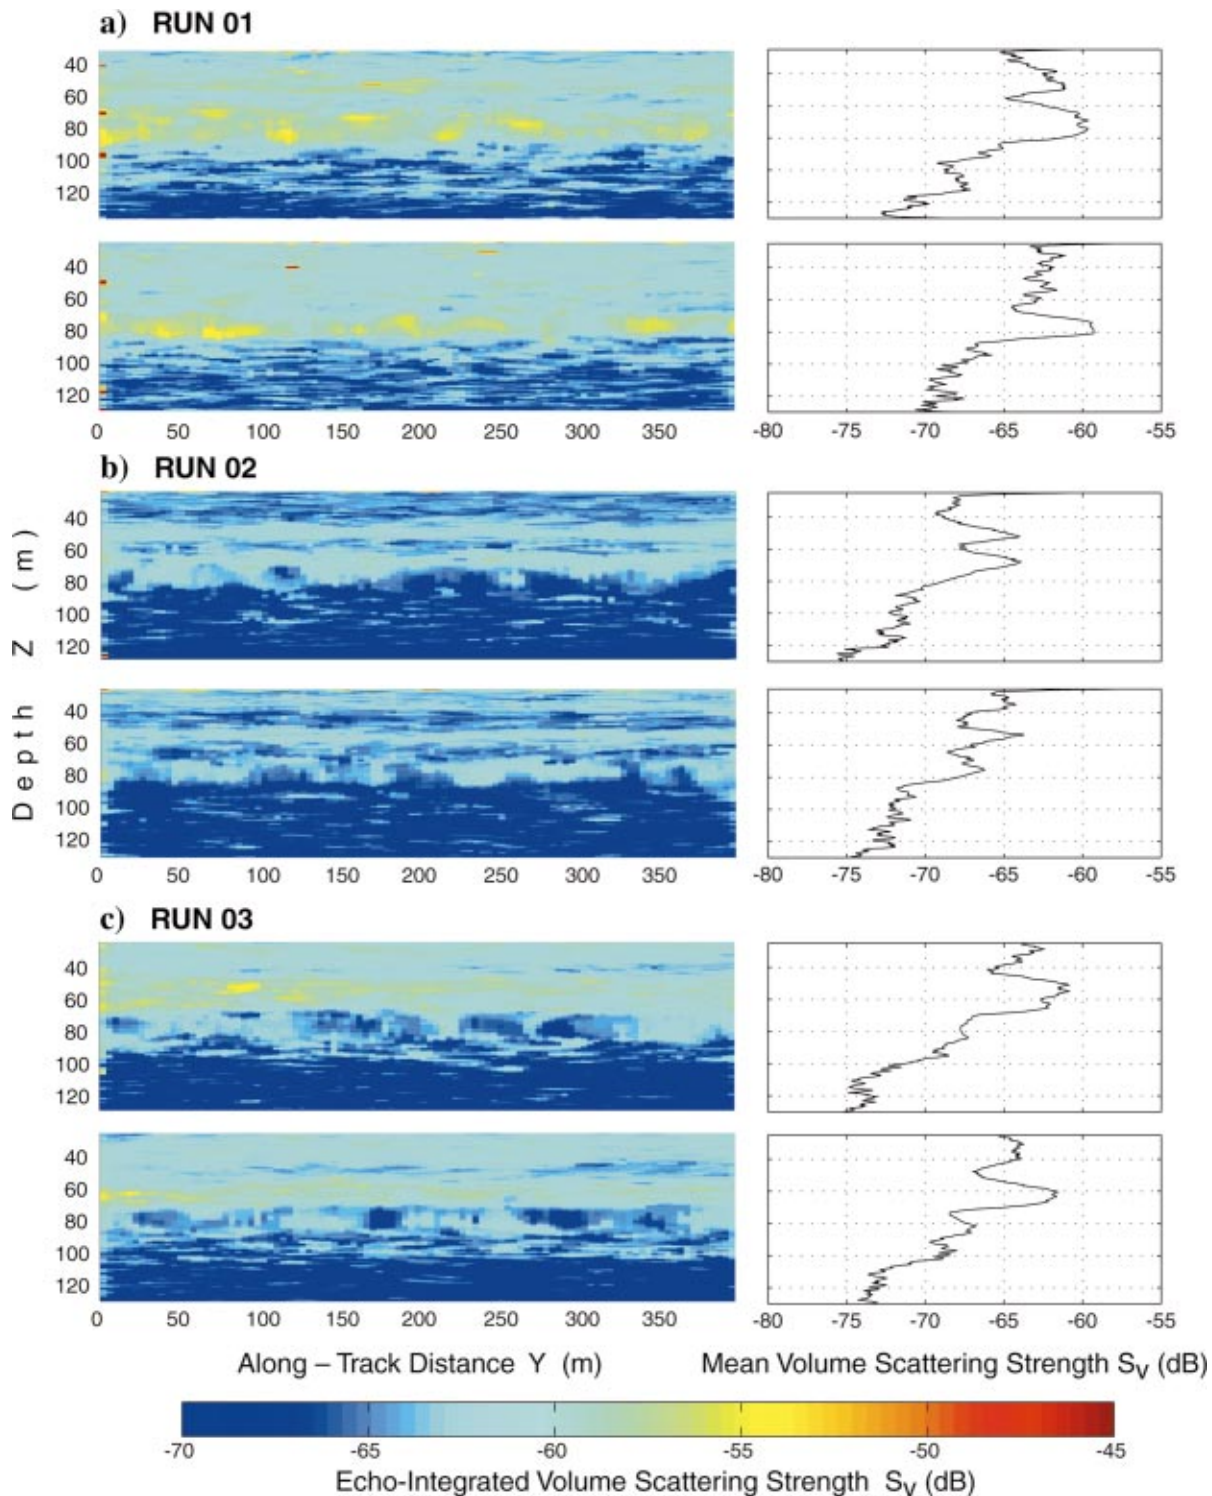 a) RUN 01
40
60
80
100
120
40
60
80
100
120
0 50 100 150 200 250 300 350
-80 -75 -70 -65 -60 -55
b) RUN 02
40
60
80
100
120
40
60
80
100
120
0 50 100 150 200 250 300 350
-80 -75 -70 -65 -60 -55
c) RUN 03
40
60
80
100
120
40
60
80
100
120
0 50 100 150 200 250 300 350
-80 -75 -70 -65 -60 -55
Depth Z (m)
Along – Track Distance Y (m)
Mean Volume Scattering Strength SV (dB)
-70 -65 -60 -55 -50 -45
Echo-Integrated Volume Scattering Strength SV (dB)